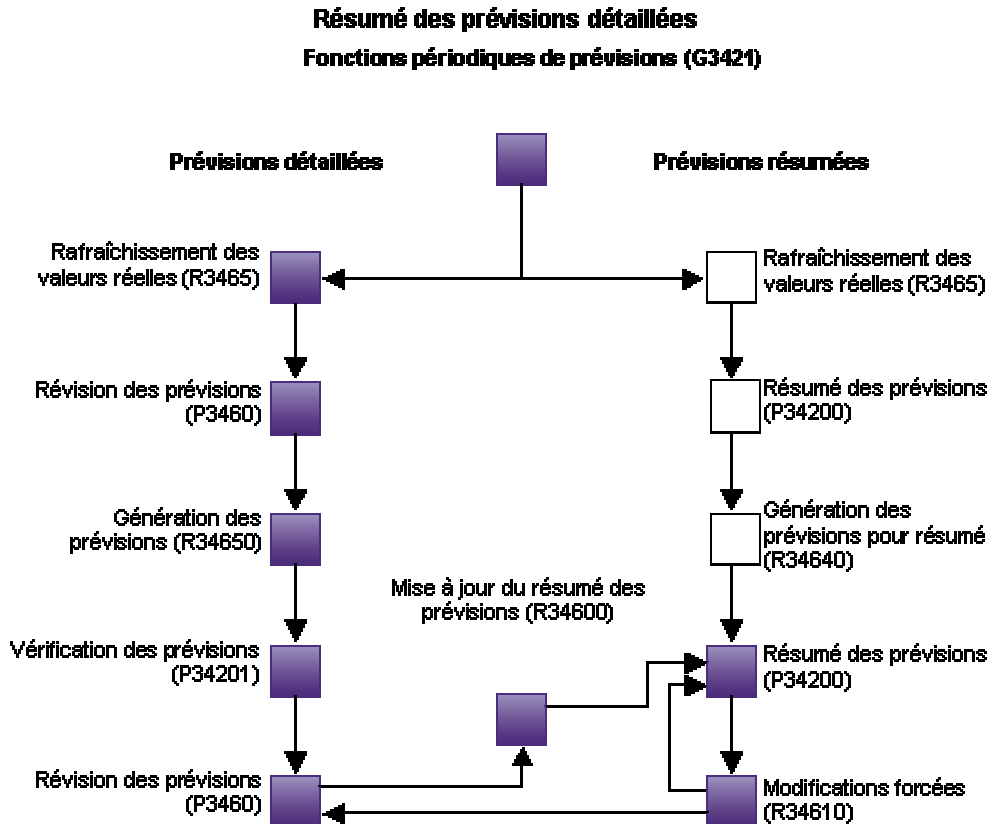 Résumé des prévisions détaillées
Fonctions périodiques de prévisions (G3421)
Prévisions détaillées
Prévisions résumées
Rafraîchissement des
valeurs réelles (R3465)
Rafraîchissement des
valeurs réelles (R3465)
Révision des prévisions
(P3460)
Résumé des prévisions
(P34200)
Génération des
prévisions (R34650)
Génération des
prévisions pour résumé
(R34640)
Mise à jour du résumé des
prévisions (R34600)
Vérification des prévisions
(P34201)
Résumé des prévisions
(P34200)
Révision des prévisions
(P3460)
Modifications forcées
(R34610)